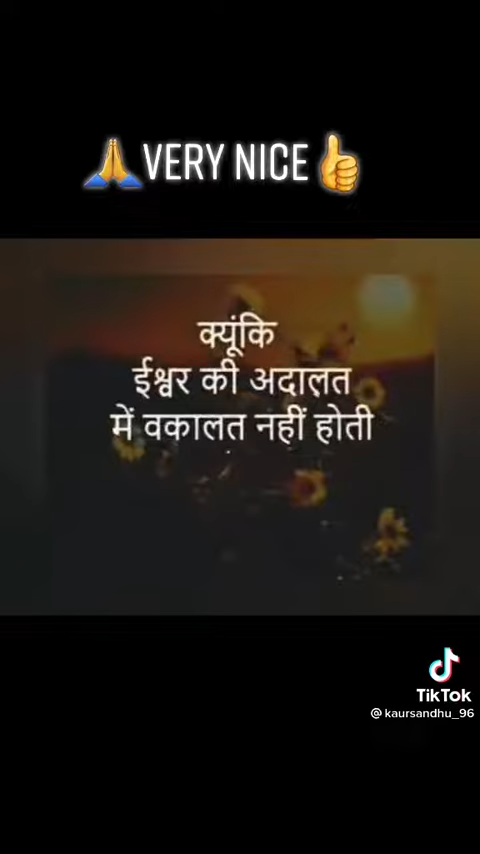 🙏VERY NICE👍
क्यूंकि
ईश्वर की अदालत
में वकालत नहीं होती
TikTok
@kaursandhu_96